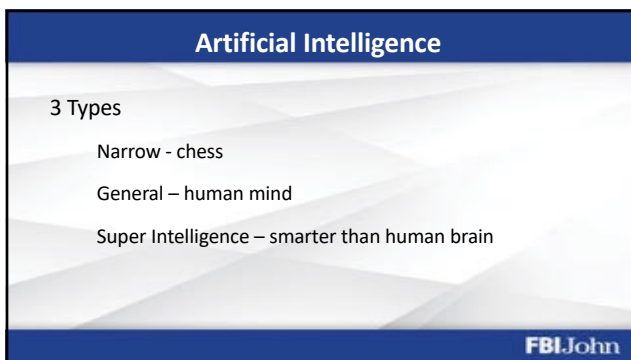 Artificial Intelligence
3 Types
Narrow - chess
General – human mind
Super Intelligence – smarter than human brain
FBIJohn